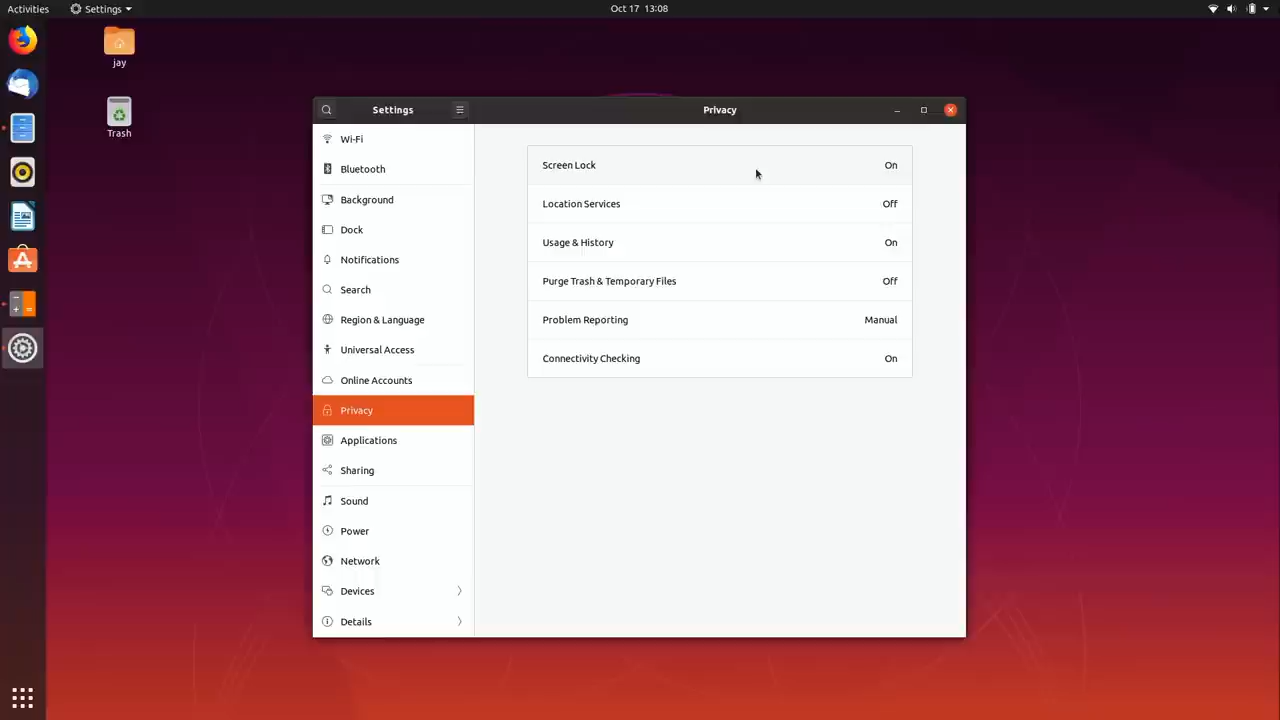 Activities
Settings
Oct 17 13:08
jay
Trash
Settings
Privacy
Wi-Fi
Bluetooth
Background
Dock
Notifications
Search
Region & Language
Universal Access
Online Accounts
Privacy
Applications
Sharing
Sound
Power
Network
Devices
Details
Screen Lock On
Location Services Off
Usage & History On
Purge Trash & Temporary Files Off
Problem Reporting Manual
Connectivity Checking On